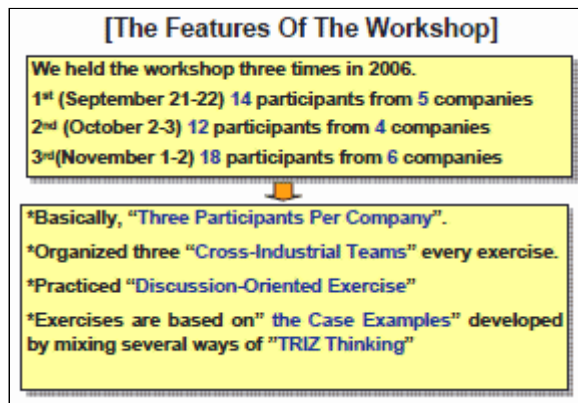 [The Features Of The Workshop]
We held the workshop three times in 2006.
1st (September 21-22) 14 participants from 5 companies
2nd (October 2-3) 12 participants from 4 companies
3rd(November 1-2) 18 participants from 6 companies
*Basically, “Three Participants Per Company”.
*Organized three “Cross-Industrial Teams” every exercise.
*Practiced “Discussion-Oriented Exercise”
*Exercises are based on” the Case Examples” developed
by mixing several ways of ”TRIZ Thinking”